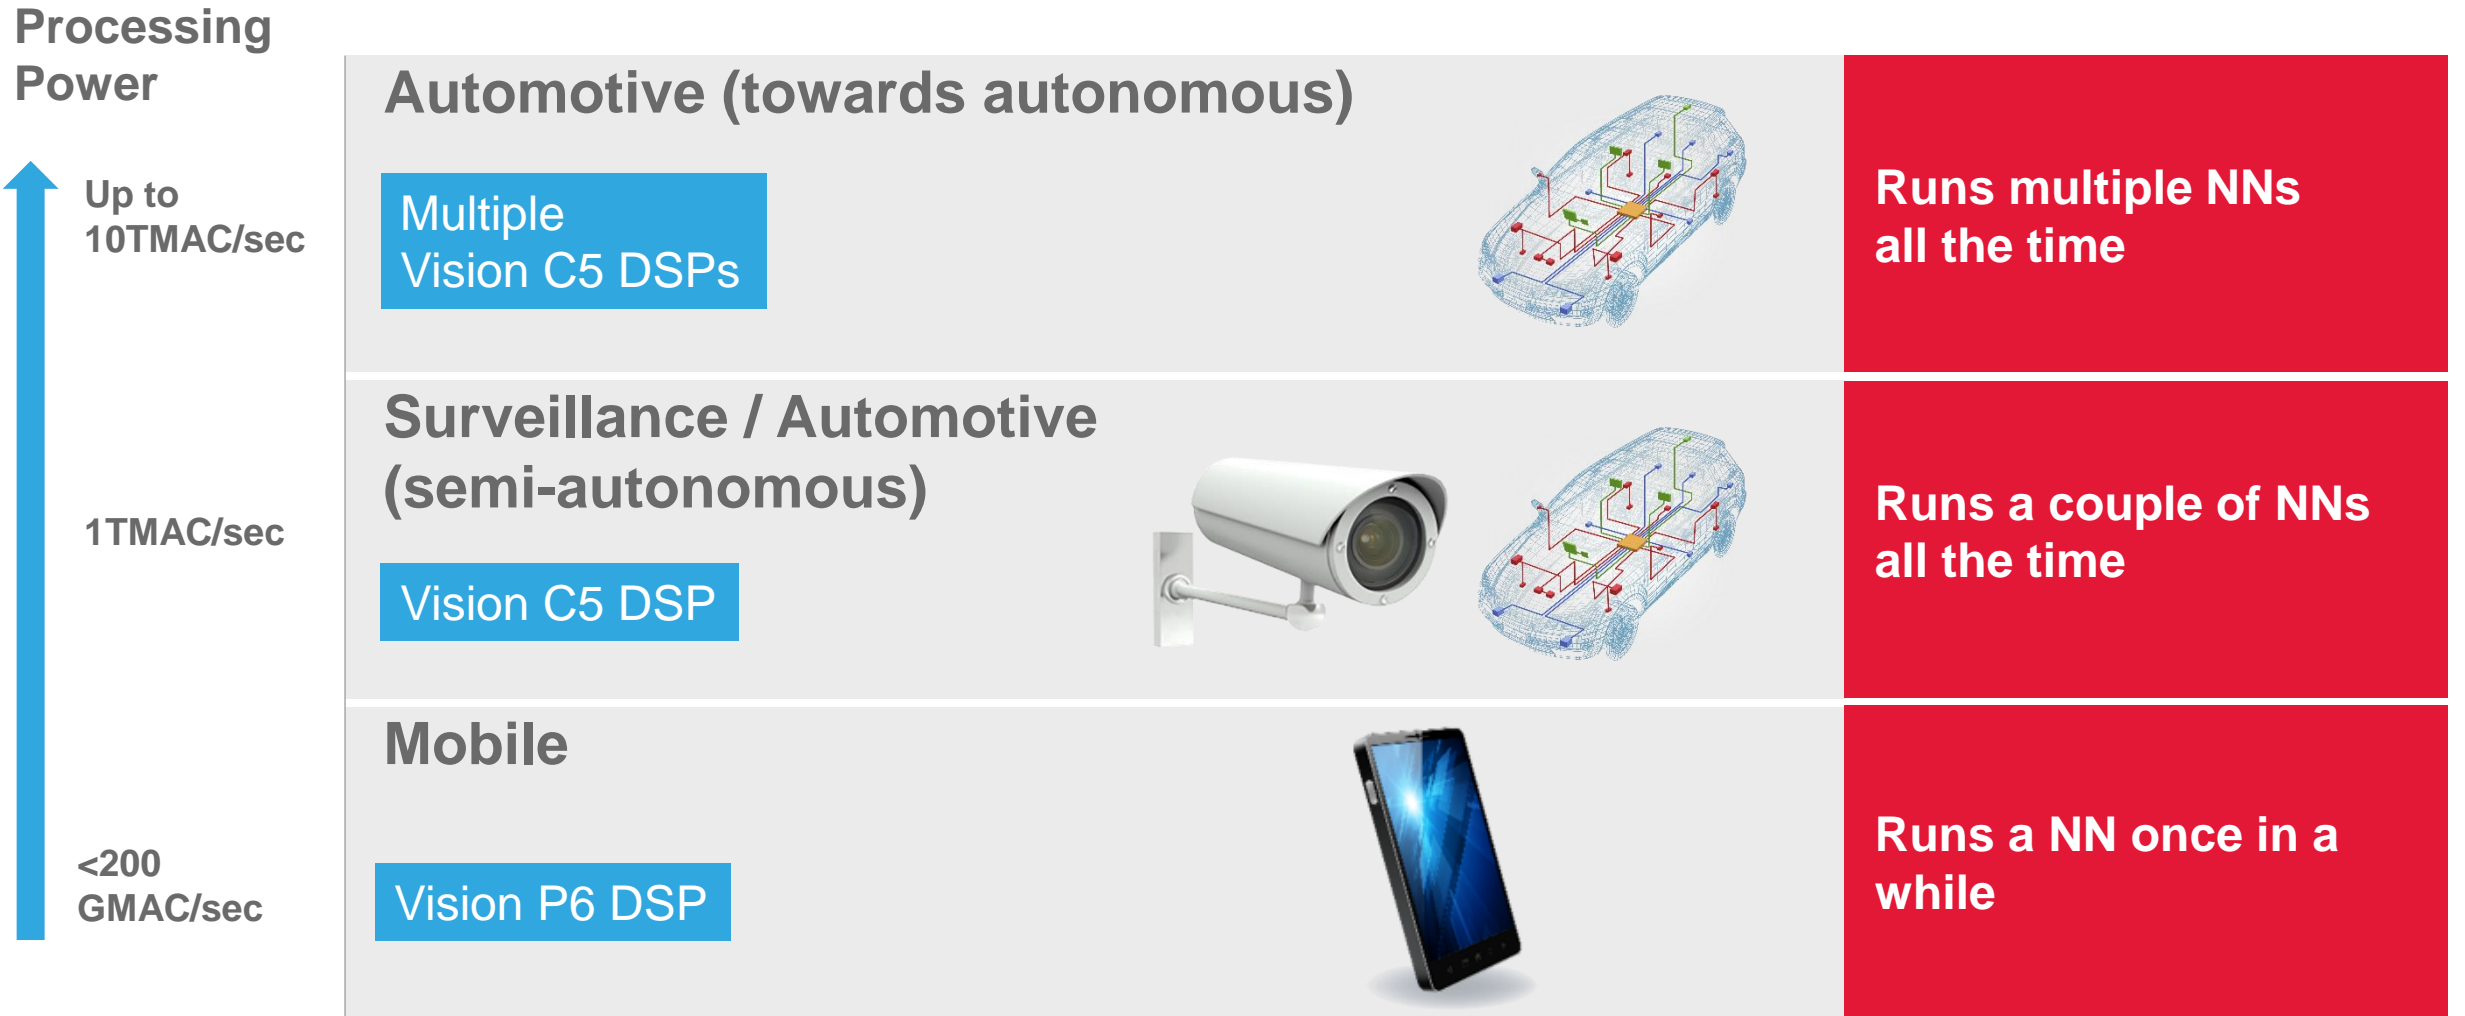 Processing
Power
Automotive (towards autonomous)
Up to
10TMAC/sec
Multiple
Vision C5 DSPs
Runs multiple NNs
all the time
Surveillance / Automotive
(semi-autonomous)
1TMAC/sec
Vision C5 DSP
Runs a couple of NNs
all the time
Mobile
<200
GMAC/sec
Vision P6 DSP
Runs a NN once in a
while